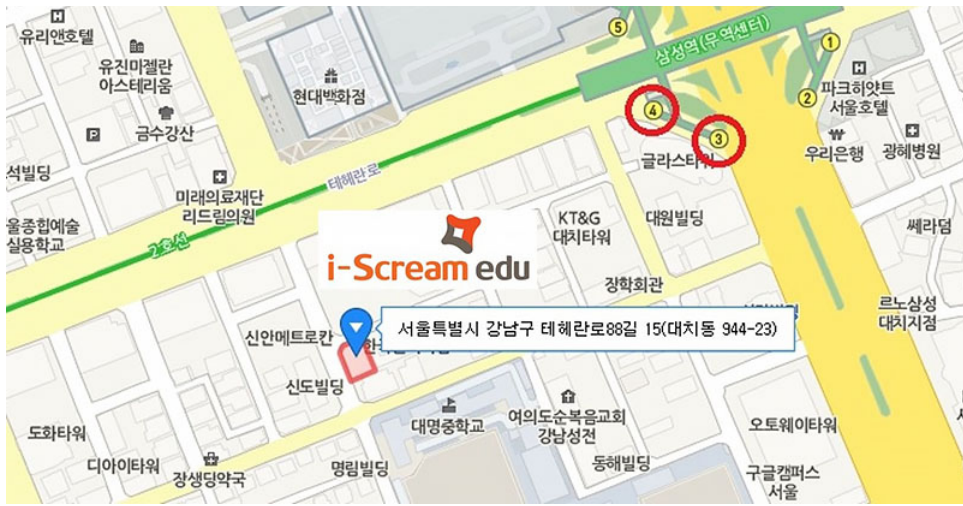 유리앤호텔
유진미젤란
아스테리움
현대백화점
5
삼성역(무역센터)
1
파크하얏트
서울호텔
2
4
3
금수강산
P
우리은행
광혜병원
글라스타워
석빌딩
미래의료재단
리드림의원
테헤란로
울종합예술
실용학교
2호선
i-Scream edu
KT&G
대치타워
대원빌딩
쎄라덤
장학회관
르노삼성
대치지점
서울특별시 강남구 테헤란로88길 15(대치동 944-23)
신안메트로칸
신도빌딩
대명중학교
여의도순복음교회
강남성전
오토웨이타워
도화타워
디아이타워
장생당약국
명림빌딩
동해빌딩
구글캠퍼스
서울